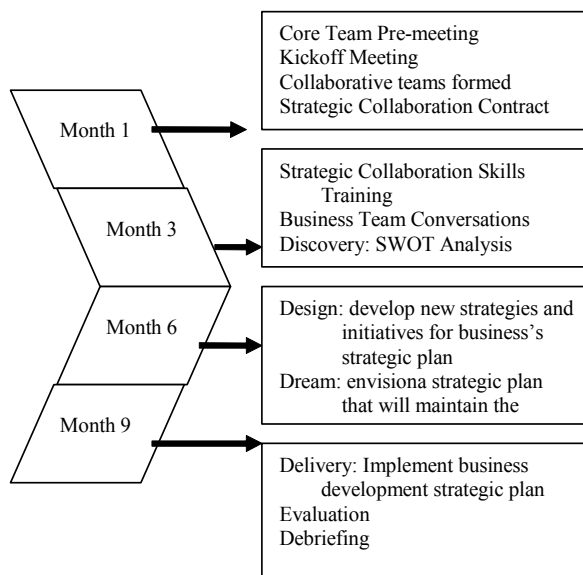 Month 1
Core Team Pre-meeting
Kickoff Meeting
Collaborative teams formed
Strategic Collaboration Contract
Month 3
Strategic Collaboration Skills
Training
Business Team Conversations
Discovery: SWOT Analysis
Month 6
Design: develop new strategies and
initiatives for business’s
strategic plan
Dream: envisiona strategic plan
that will maintain the
Month 9
Delivery: Implement business
development strategic plan
Evaluation
Debriefing